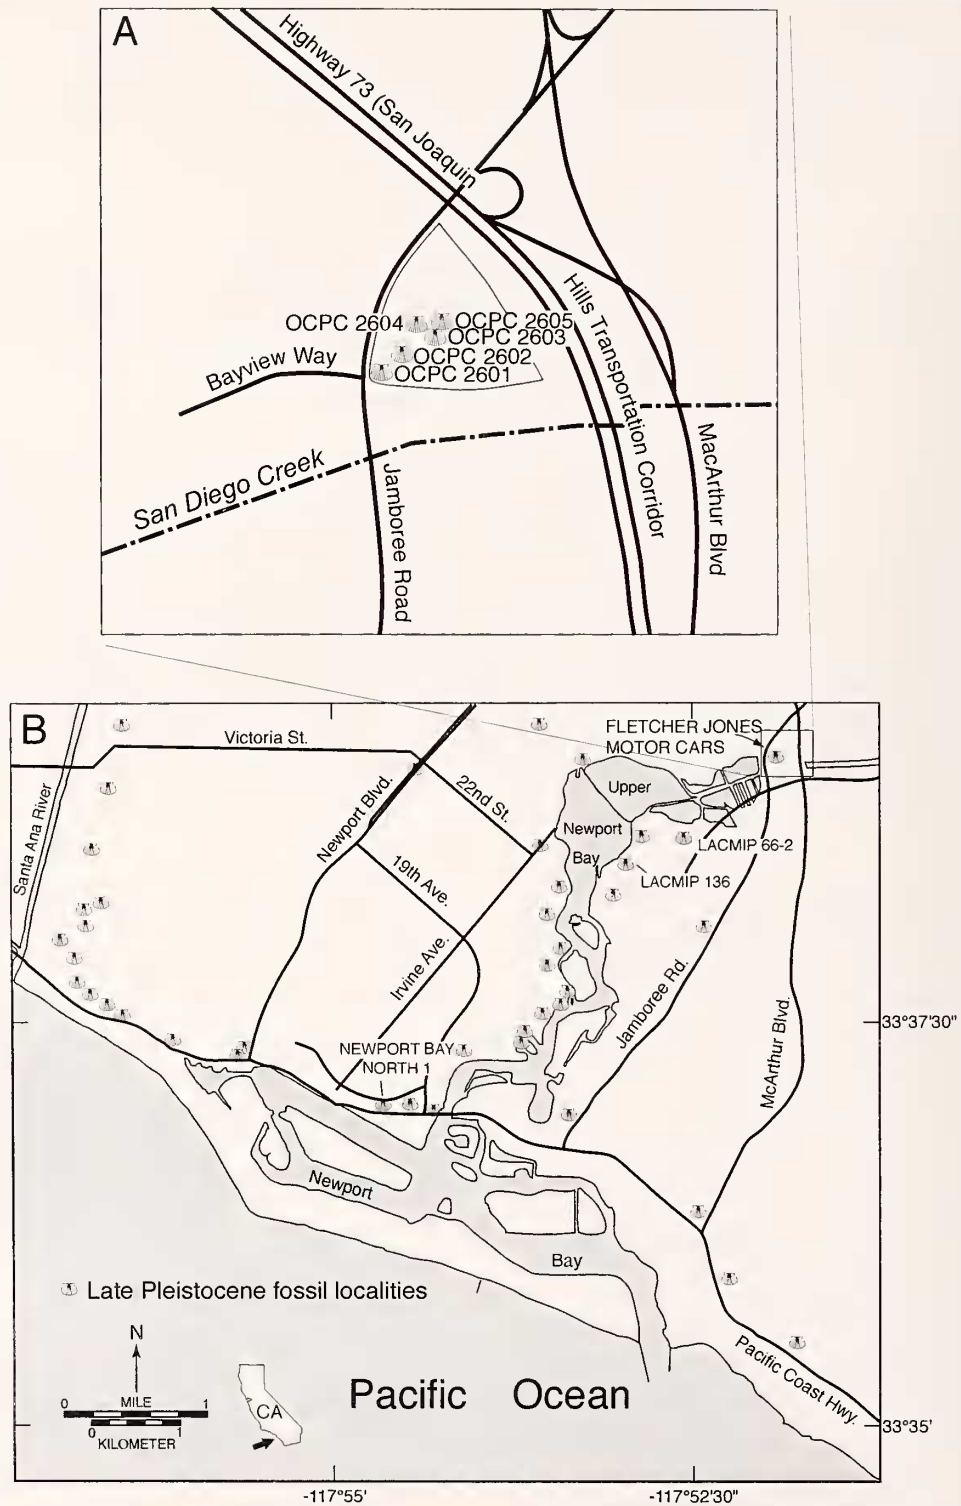 A
Highway 73 (San Joaquin
Hills Transportation Corridor
OCPC 2604
OCPC 2605
OCPC 2603
OCPC 2602
OCPC 2601
Bayview Way
San Diego Creek
Jamboree Road
MacArthur Blvd
B
Victoria St.
FLETCHER JONES
MOTOR CARS
Santa Ana River
Newport Blvd.
22nd St.
Upper
Newport
Bay
LACMIP 66-2
LACMIP 136
19th Ave.
Irvine Ave.
Jamboree Rd.
McArthur Blvd.
33°37'30"
NEWPORT BAY
NORTH 1
Newport
Bay
Late Pleistocene fossil localities
N
0 MILE 1
0 1
KILOMETER
CA
Pacific Ocean
Pacific Coast Hwy.
33°35'
-117°55'
-117°52'30"